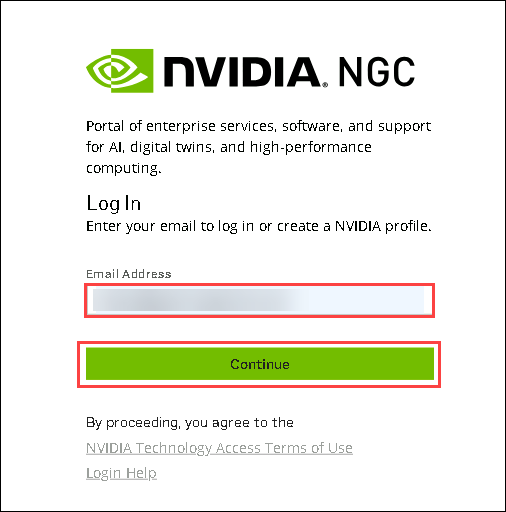 NVIDIA. NGC
Portal of enterprise services, software, and support
for AI, digital twins, and high-performance
computing.
Log In
Enter your email to log in or create a NVIDIA profile.
Email Address
Continue
By proceeding, you agree to the
NVIDIA Technology Access Terms of Use
Login Help